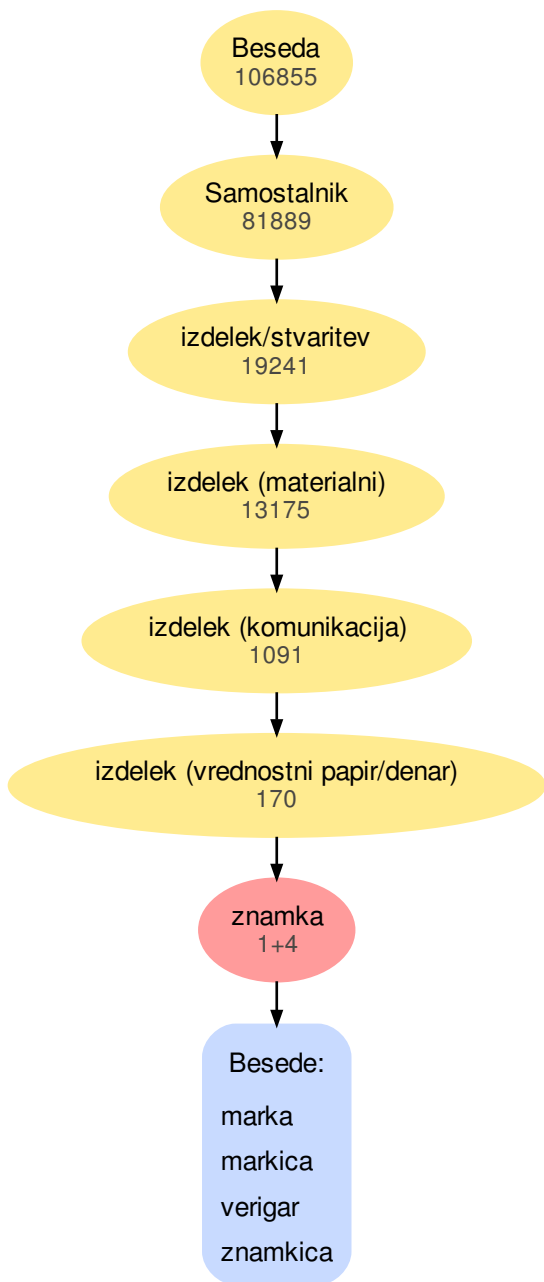 Beseda
106855
Samostalnik
81889
izdelek/stvaritev
19241
izdelek (materialni)
13175
izdelek (komunikacija)
1091
izdelek (vrednostni papir/denar)
170
znamka
1+4
Besede:
marka
markica
verigar
znamkica